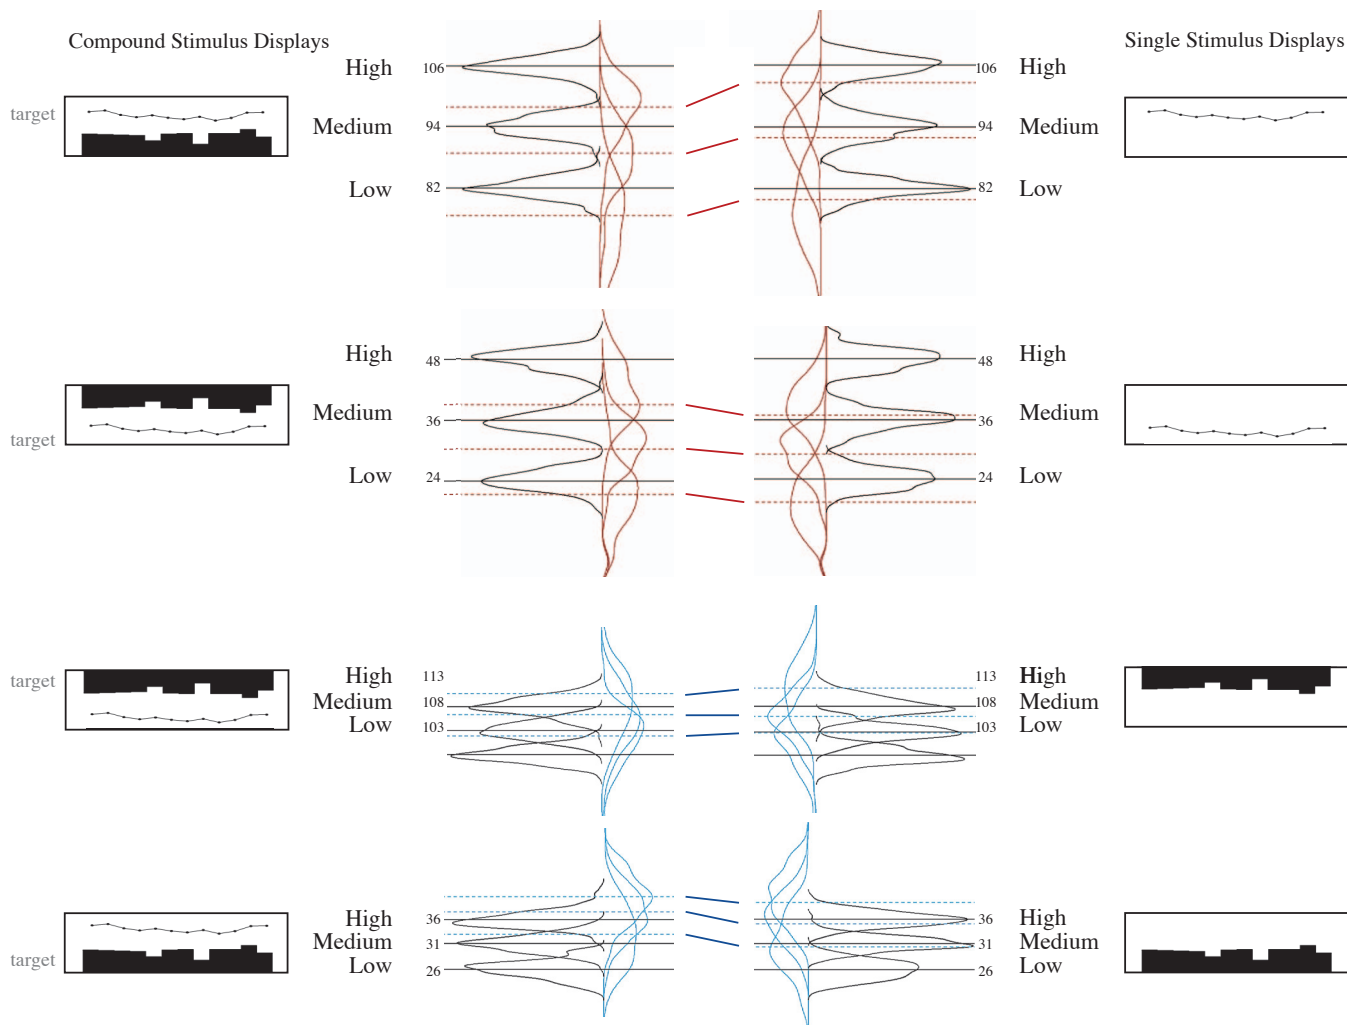 Compound Stimulus Displays
Single Stimulus Displays
High 106 106 High
target
Medium 94 94 Medium
Low 82 82 Low
High 48 48 High
Medium 36 36 Medium
target
Low 24 24 Low
target
High 113 113 High
Medium 108 108 Medium
Low 103 103 Low
High 36 36 High
Medium 31 31 Medium
target
Low 26 26 Low